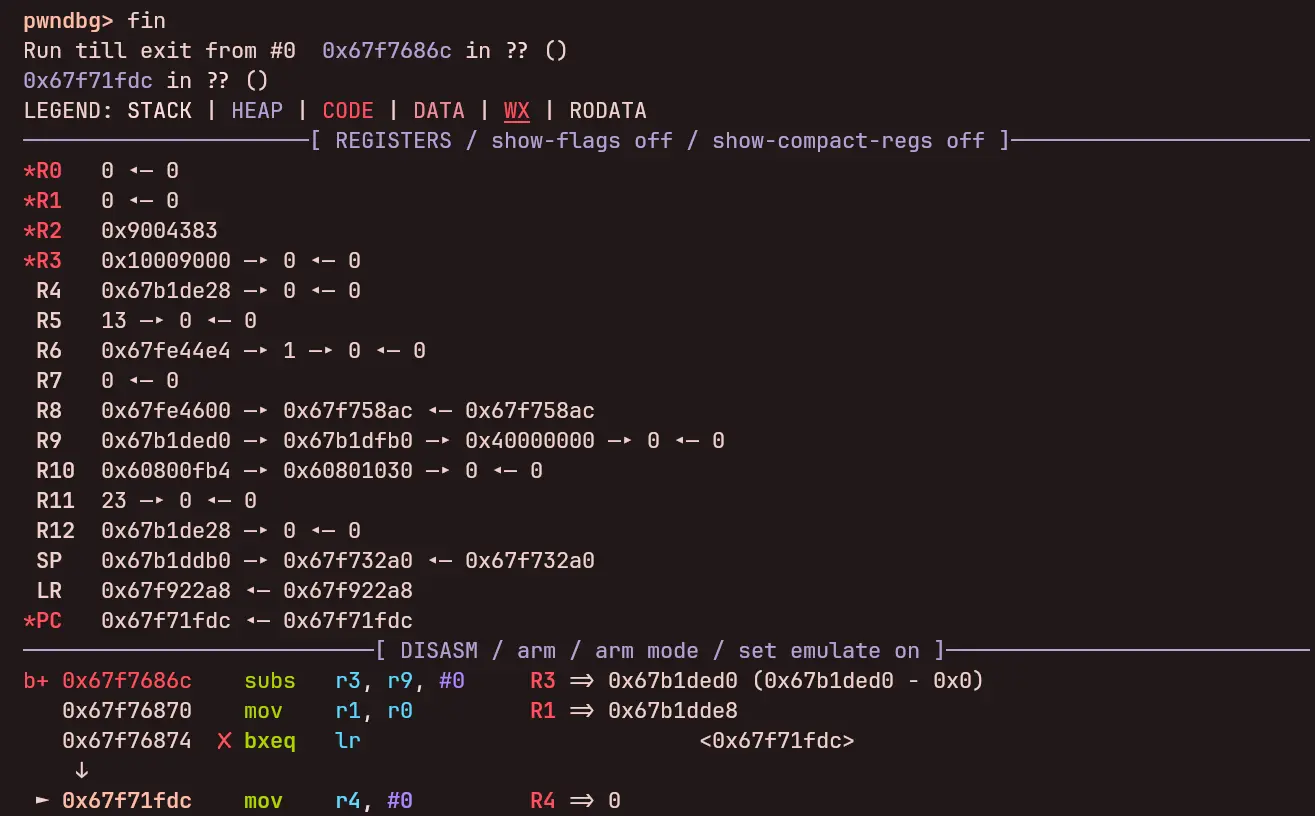 pwndbg> fin
Run till exit from #0  0x67f7686c in ?? ()
0x67f71fdc in ?? ()
LEGEND: STACK | HEAP | CODE | DATA | WX | RODATA
[ REGISTERS / show-flags off / show-compact-regs off ]
*R0   0 ◂— 0
*R1   0 ◂— 0
*R2   0x9004383
*R3   0x10009000 —▸ 0 ◂— 0
 R4   0x67b1de28 —▸ 0 ◂— 0
 R5   13 —▸ 0 ◂— 0
 R6   0x67fe44e4 —▸ 1 —▸ 0 ◂— 0
 R7   0 ◂— 0
 R8   0x67fe4600 —▸ 0x67f758ac ◂— 0x67f758ac
 R9   0x67b1ded0 —▸ 0x67b1dfb0 —▸ 0x40000000 —▸ 0 ◂— 0
 R10  0x60800fb4 —▸ 0x60801030 —▸ 0 ◂— 0
 R11  23 —▸ 0 ◂— 0
 R12  0x67b1de28 —▸ 0 ◂— 0
 SP   0x67b1ddb0 —▸ 0x67f732a0 ◂— 0x67f732a0
 LR   0x67f922a8 ◂— 0x67f922a8
*PC   0x67f71fdc ◂— 0x67f71fdc
[ DISASM / arm / arm mode / set emulate on ]
b+ 0x67f7686c    subs   r3, r9, #0     R3 => 0x67b1ded0 (0x67b1ded0 - 0x0)
   0x67f76870    mov    r1, r0         R1 => 0x67b1dde8
   0x67f76874  ✘ bxeq   lr                          <0x67f71fdc>
    ↓
 ► 0x67f71fdc    mov    r4, #0         R4 => 0